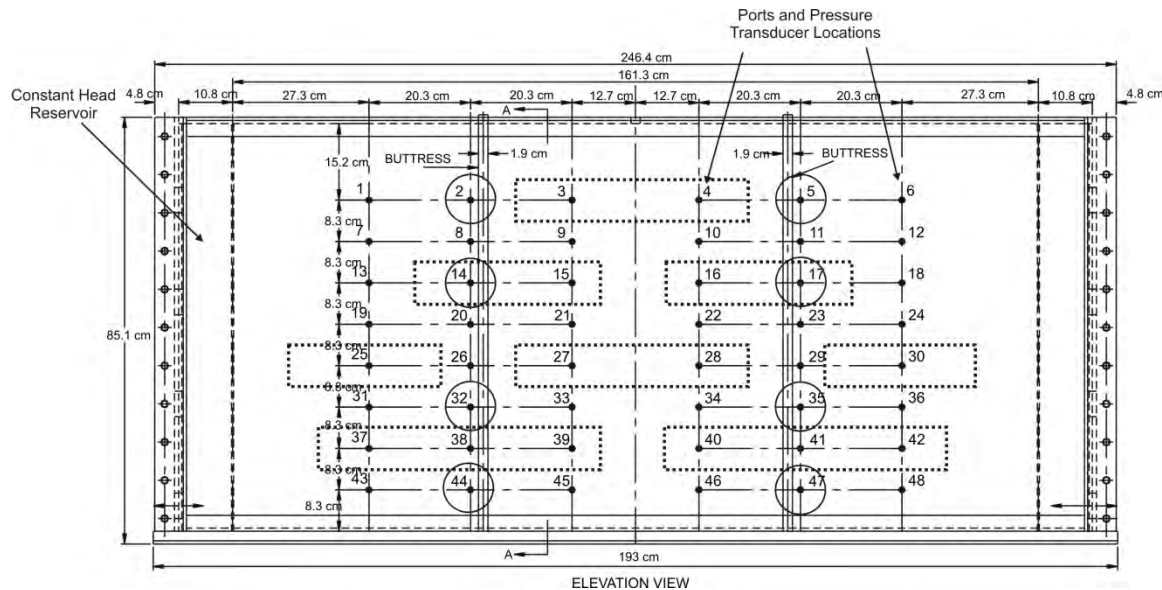 Ports and Pressure
Transducer Locations
246.4 cm
161.3 cm
4.8 cm
10.8 cm
27.3 cm
20.3 cm
20.3 cm
12.7 cm
12.7 cm
20.3 cm
20.3 cm
27.3 cm
10.8 cm
4.8 cm
Constant Head
Reservoir
A
15.2 cm
BUTTRESS
1.9 cm
1.9 cm
BUTTRESS
1 2 3 4 5 6
8.3 cm
7 8 9 10 11 12
8.3 cm
13 14 15 16 17 18
8.3 cm
19 20 21 22 23 24
85.1 cm
8.3 cm
25 26 27 28 29 30
8.3 cm
31 32 33 34 35 36
8.3 cm
37 38 39 40 41 42
8.3 cm
43 44 45 46 47 48
8.3 cm
A
193 cm
ELEVATION VIEW